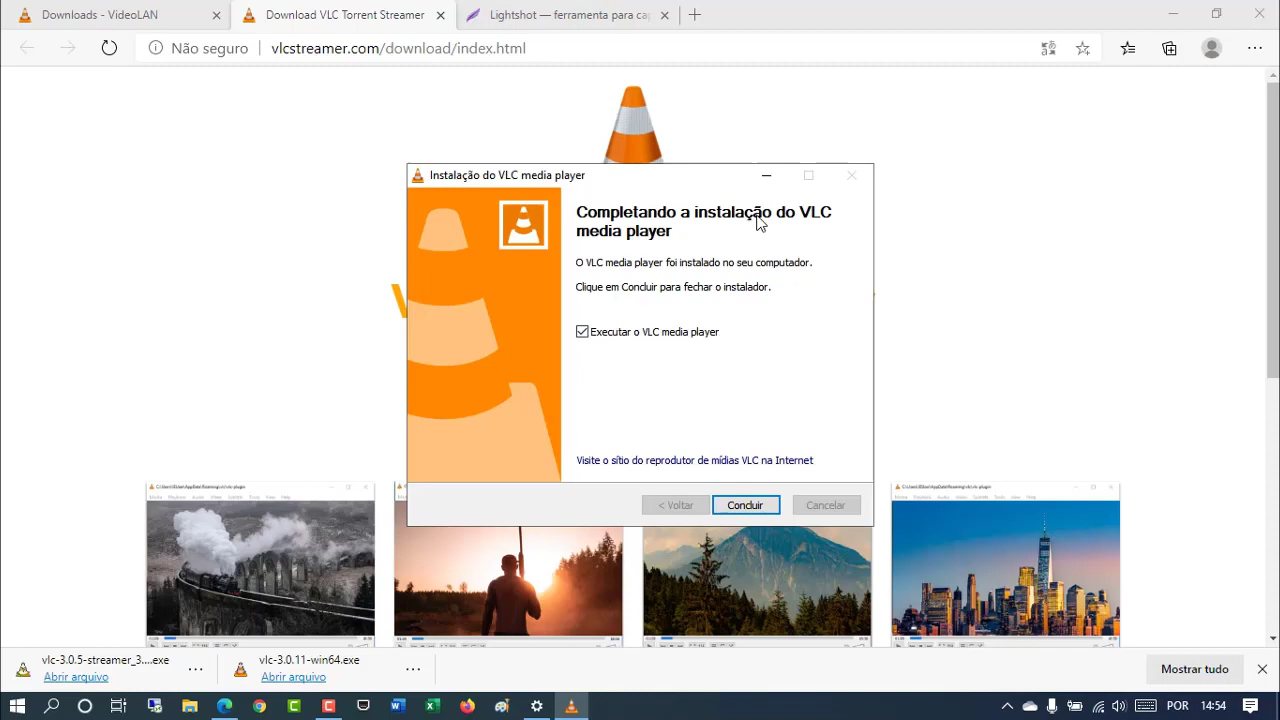 Downloads - VideoLAN
Download VLC Torrent Streamer
Lightshot — ferramenta para cap
Não seguro
vlcstreamer.com/download/index.html
Instalação do VLC media player
Completando a instalação do VLC
media player
O VLC media player foi instalado no seu computador.
Clique em Concluir para fechar o instalador.
Executar o VLC media player
Visite o sítio do reprodutor de mídias VLC na Internet
< Voltar
Concluir
Cancelar
vlc-3.0.5-streamer_3....exe
Abrir arquivo
vlc-3.0.11-win64.exe
Abrir arquivo
Mostrar tudo
POR
14:54